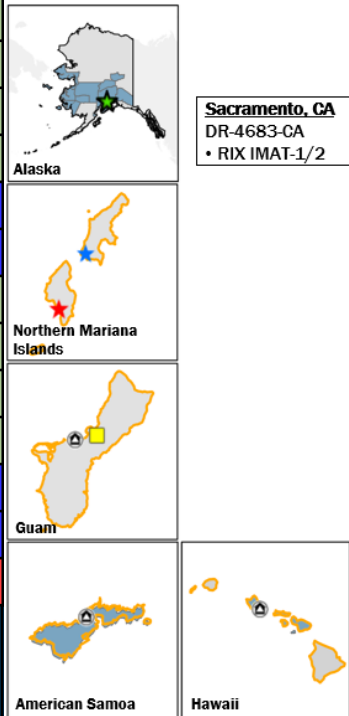 Alaska
Sacramento, CA
DR-4683-CA
• RIX IMAT-1/2
Northern Mariana
Islands
Guam
American Samoa
Hawaii